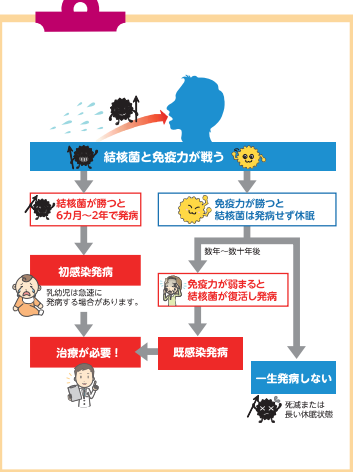 結核菌と免疫力が戦う
結核菌が勝つと
6カ月～2年で発病
免疫力が勝つと
結核菌は発病せず休眠
数年～数十年後
初感染発病
乳幼児は急速に
発病する場合があります。
免疫力が弱まると
結核菌が復活し発病
治療が必要！
既感染発病
一生発病しない
死滅または
長い休眠状態